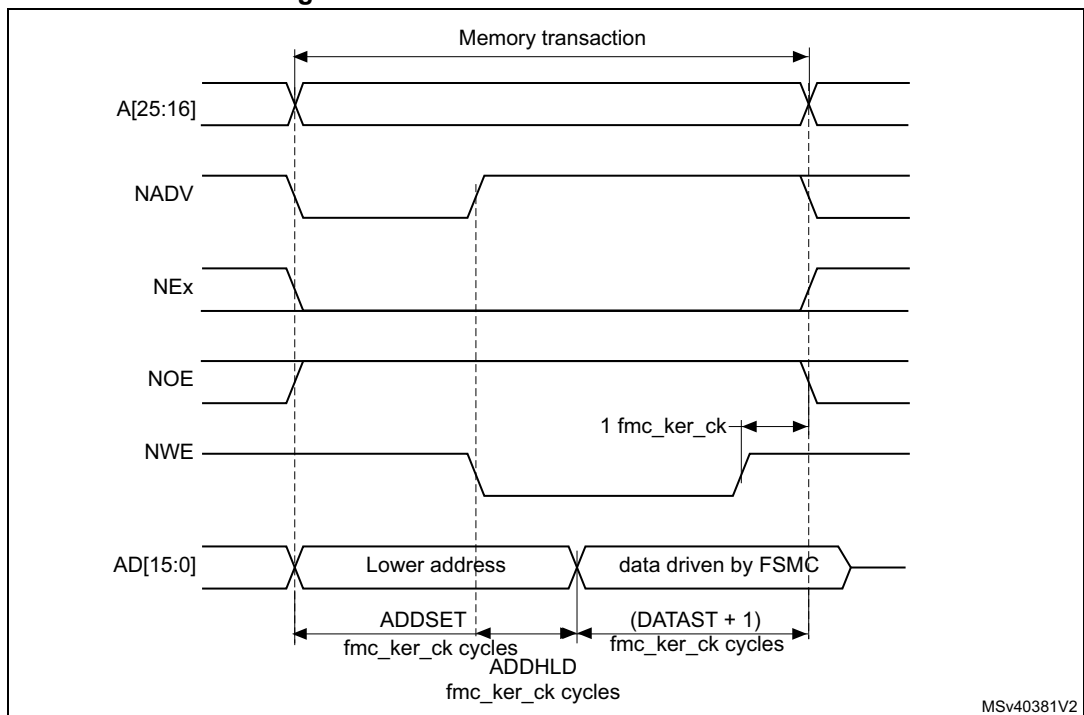 Memory transaction
A[25:16]
NADV
NEx
NOE
1 fmc_ker_ck
NWE
AD[15:0]
Lower address
data driven by FSMC
ADDSET
fmc_ker_ck cycles
(DATAST + 1)
fmc_ker_ck cycles
ADDHLD
fmc_ker_ck cycles
MSv40381V2